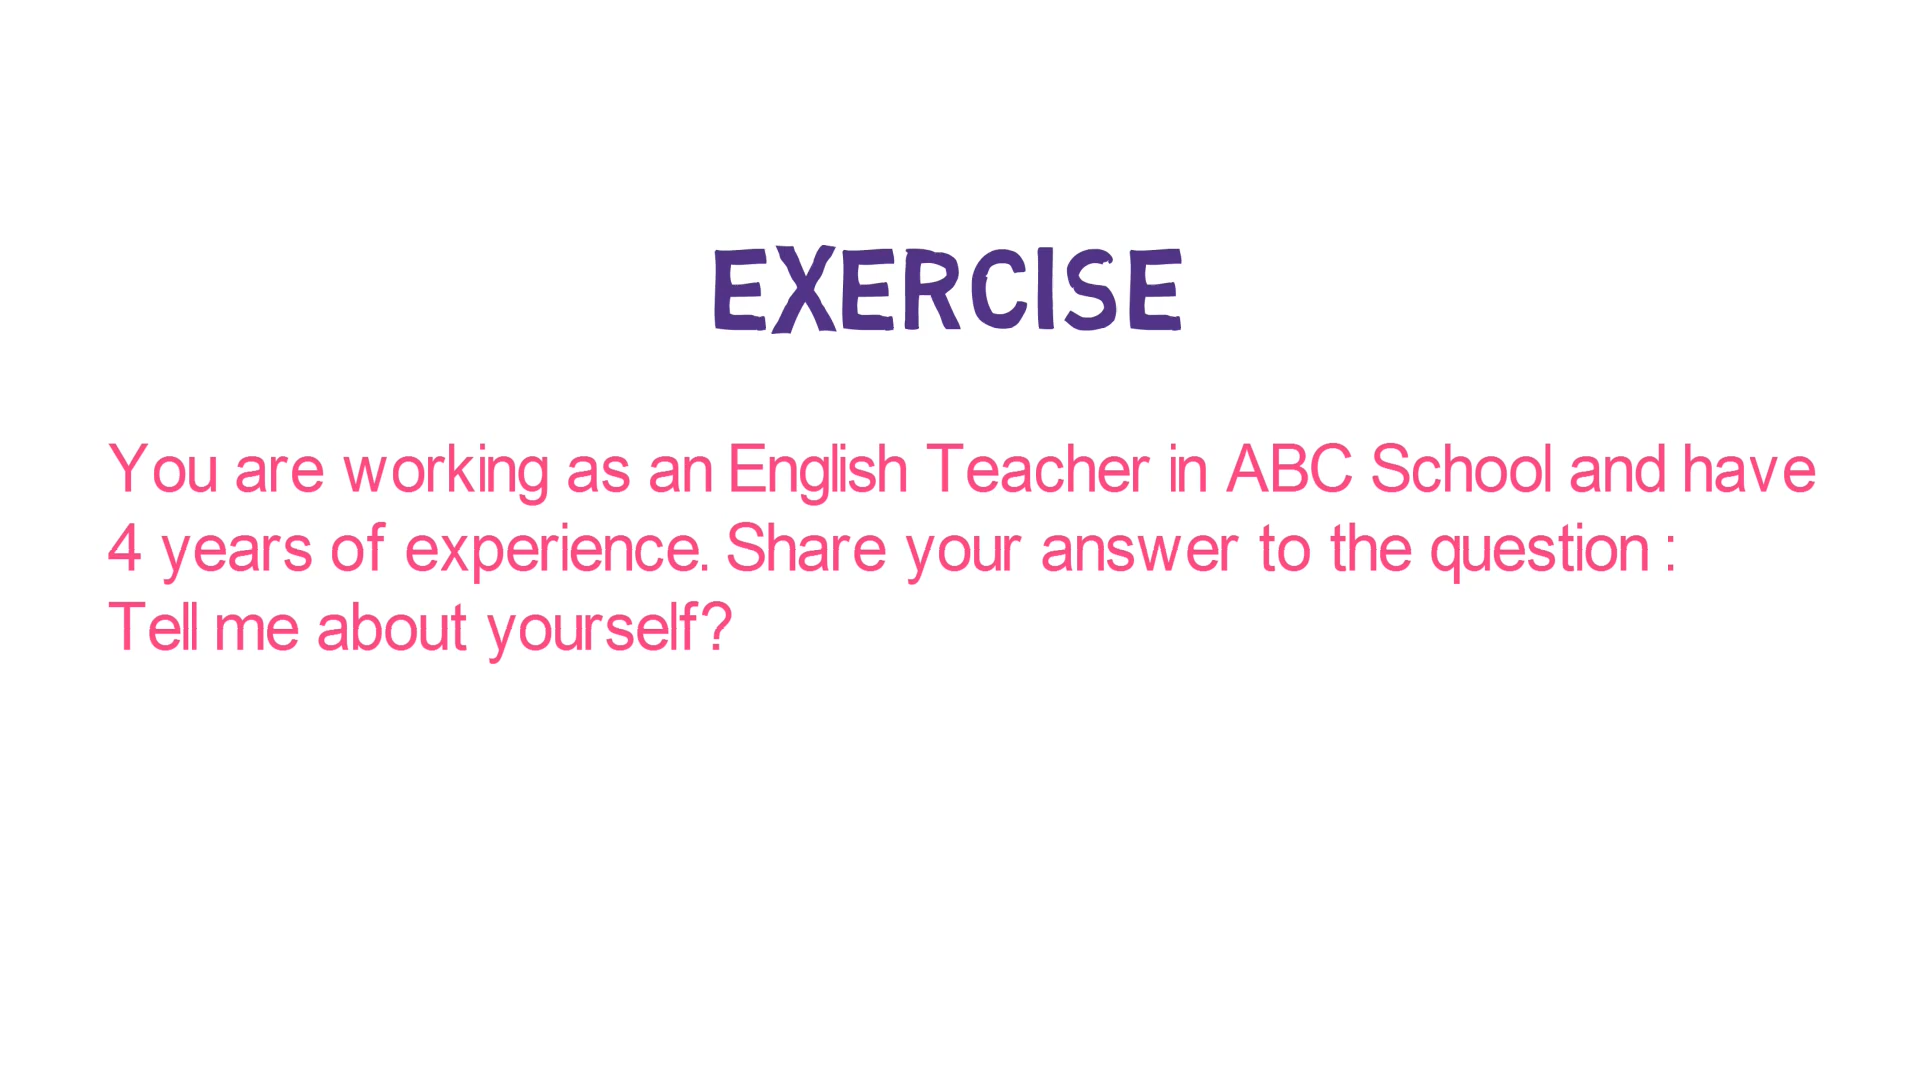 EXERCISE
You are working as an English Teacher in ABC School and have
4 years of experience. Share your answer to the question :
Tell me about yourself?